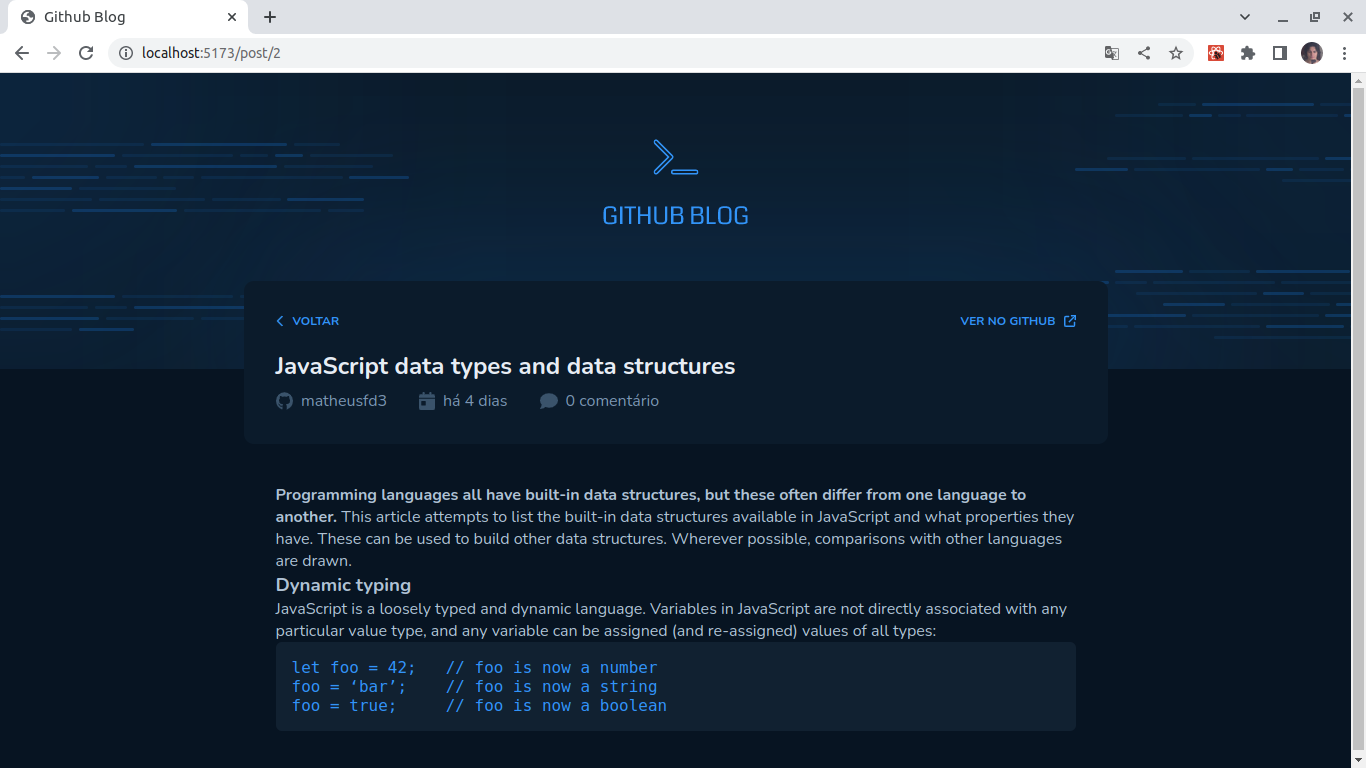 Github Blog
localhost:5173/post/2
GITHUB BLOG
VOLTAR
VER NO GITHUB
JavaScript data types and data structures
matheusfd3 há 4 dias 0 comentário
Programming languages all have built-in data structures, but these often differ from one language to
another. This article attempts to list the built-in data structures available in JavaScript and what properties they
have. These can be used to build other data structures. Wherever possible, comparisons with other languages
are drawn.
Dynamic typing
JavaScript is a loosely typed and dynamic language. Variables in JavaScript are not directly associated with any
particular value type, and any variable can be assigned (and re-assigned) values of all types:
let foo = 42;   // foo is now a number
foo = ‘bar’;    // foo is now a string
foo = true;     // foo is now a boolean